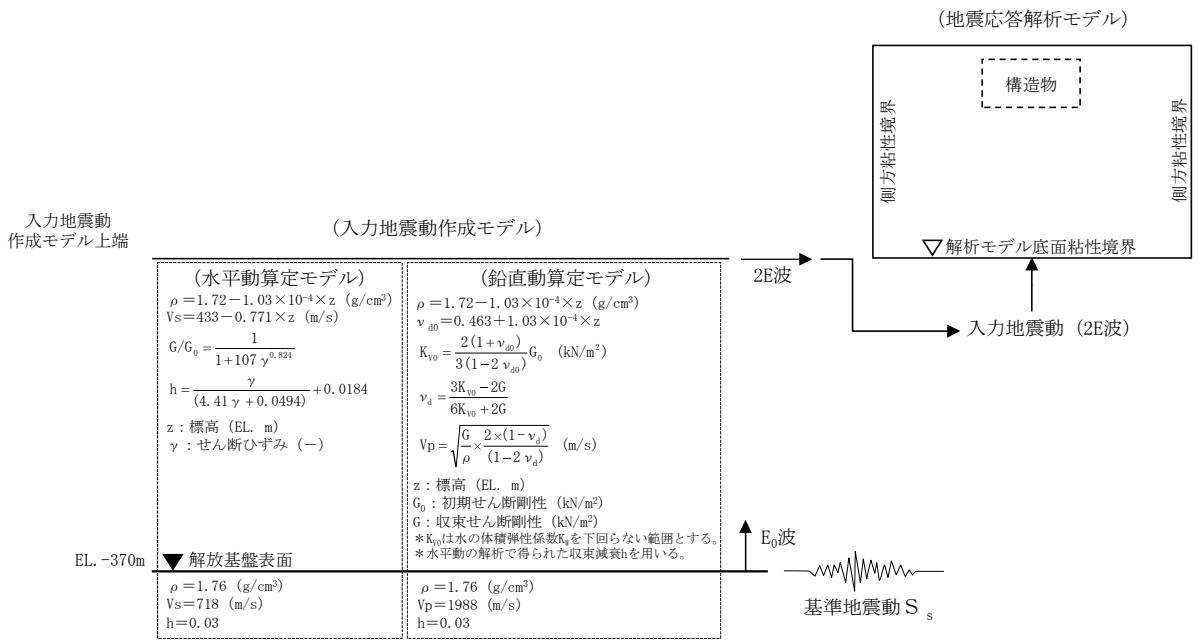 (地震応答解析モデル)
構造物
側方粘性境界
側方粘性境界
▽解析モデル底面粘性境界
入力地震動
作成モデル上端
(入力地震動作成モデル)
2E波
入力地震動（2E波）
(水平動算定モデル)
ρ＝1.72－1.03×10⁻⁴×z (g/cm³)
Vs＝433－0.771×z (m/s)
G/G₀＝1/(1+107γ^0.824)
h＝γ/(4.41γ+0.0494)+0.0184
z：標高（EL. m）
γ：せん断ひずみ（－）
(鉛直動算定モデル)
ρ＝1.72－1.03×10⁻⁴×z (g/cm³)
ν_d0＝0.463＋1.03×10⁻⁴×z
K_V0＝2(1+ν_d0)/3(1-2ν_d0) G₀ (kN/m²)
ν_d＝(3K_V0－2G)/(6K_V0＋2G)
Vp＝√(G/ρ×2×(1-ν_d)/(1-2ν_d)) (m/s)
z：標高（EL. m）
G₀：初期せん断剛性（kN/m²）
G：収束せん断剛性（kN/m²）
＊K_V0は水の体積弾性係数K_Wを下回らない範囲とする。
＊水平動の解析で得られた収束減衰hを用いる。
EL.-370m
▼ 解放基盤表面
E₀波
ρ＝1.76 (g/cm³)
Vs＝718 (m/s)
h＝0.03
ρ＝1.76 (g/cm³)
Vp＝1988 (m/s)
h＝0.03
基準地震動Ｓｓ